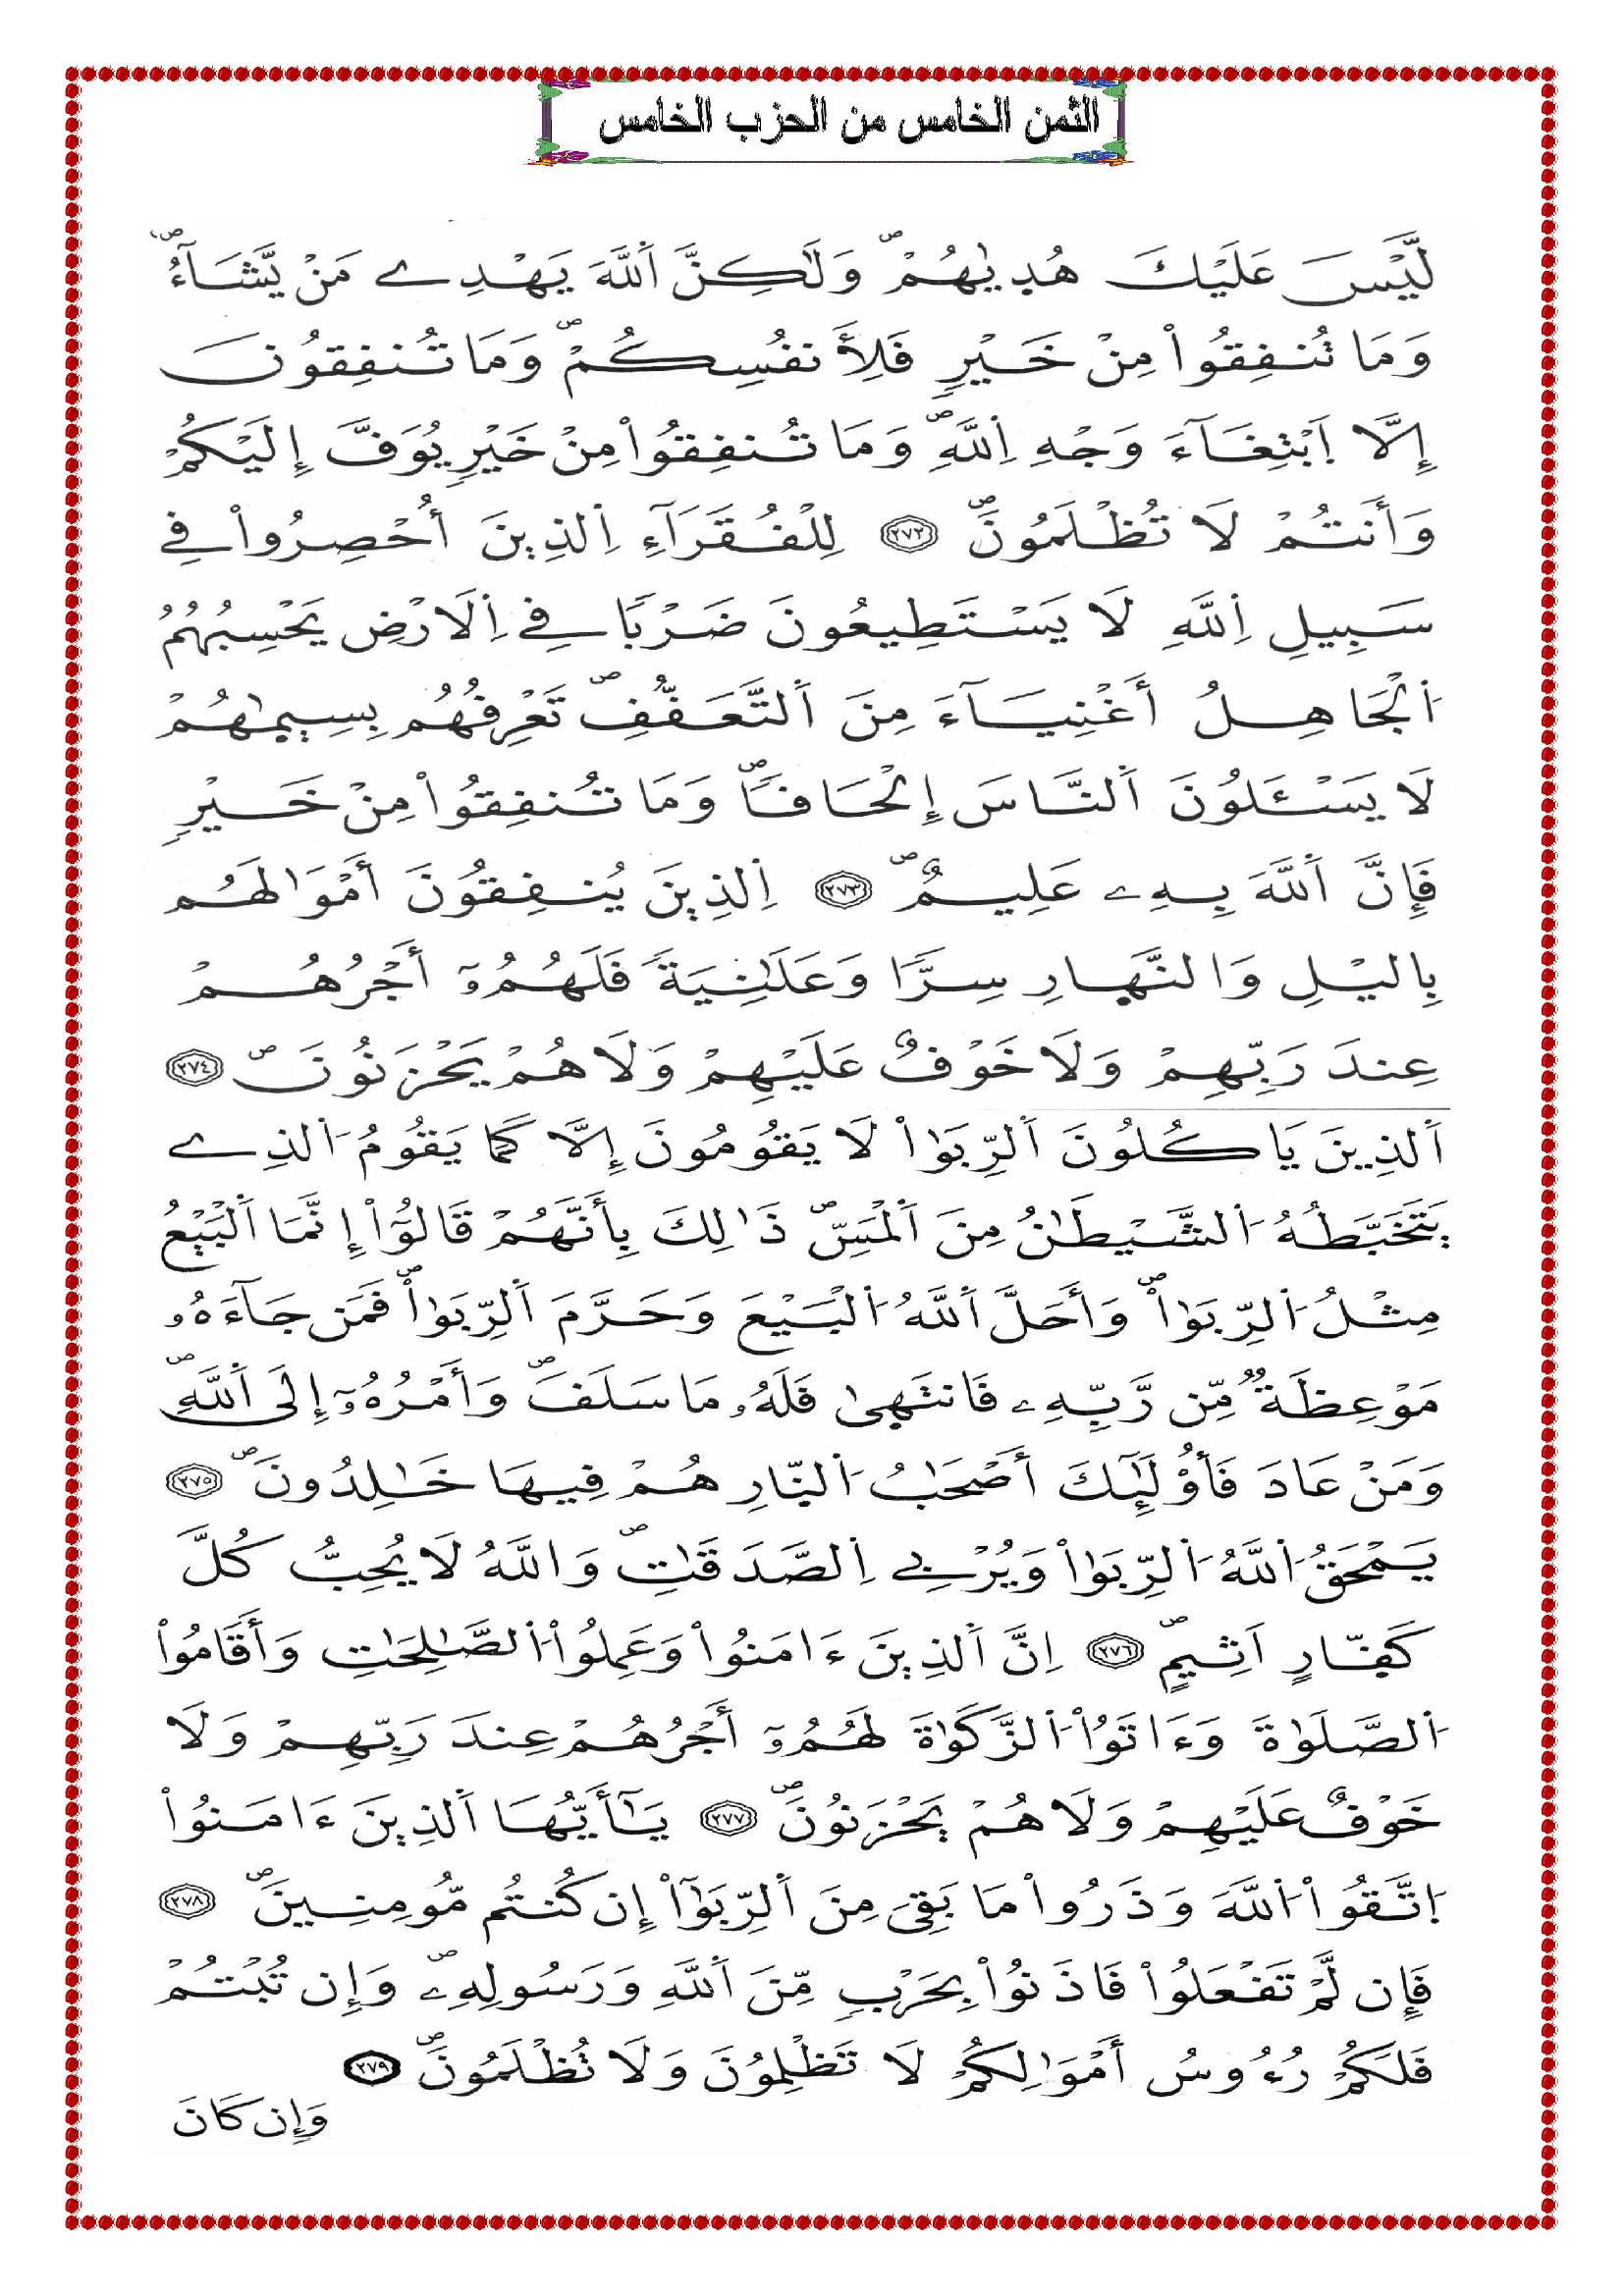 الثمن الخامس من الحزب الخامس
لَّيْسَ عَلَيْكَ هُد۪يٰهُمْۖ وَلَٰكِنَّ اَ۬للَّهَ يَهْدِے مَنْ يَّشَآءُۖ
وَمَا تُنفِقُواْ مِنْ خَيْرٖ فَلِأَنفُسِكُمْۖ وَمَا تُنفِقُونَ
إِلَّا اَ۪بْتِغَآءَ وَجْهِ اِ۬للَّهِۖ وَمَا تُنفِقُواْ مِنْ خَيْرٖ يُوَفَّ إِلَيْكُمْ
وَأَنتُمْ لَا تُظْلَمُونَۖ ٢٧٢ لِلْفُقَرَآءِ اِ۬لذِينَ أُحْصِرُواْ فِے
سَبِيلِ اِ۬للَّهِ لَا يَسْتَطِيعُونَ ضَرْباٗ فِے اِ۬لَارْضِ يَحْسِبُهُمُ
اُ۬لْجَاهِلُ أَغْنِيَآءَ مِنَ اَ۬لتَّعَفُّفِۖ تَعْرِفُهُم بِسِيم۪يٰهُمْ
لَا يَسْـَٔلُونَ اَ۬لنَّاسَ إِلْحَافاٗۖ وَمَا تُنفِقُواْ مِنْ خَيْرٖ
فَإِنَّ اَ۬للَّهَ بِهِۦ عَلِيمٌۖ ٢٧٣ اِ۬لذِينَ يُنفِقُونَ أَمْوَٰلَهُم
بِاليْلِ وَالنَّه۪ارِ سِرّاٗ وَعَلَٰنِيَةٗ فَلَهُمُۥٓ أَجْرُهُمْ
عِندَ رَبِّهِمْ وَلَا خَوْفٌ عَلَيْهِمْ وَلَا هُمْ يَحْزَنُونَۖ ٢٧٤
اَ۬لذِينَ يَاكُلُونَ اَ۬لرِّبَوٰاْ لَا يَقُومُونَ إِلَّا كَمَا يَقُومُ اُ۬لذِے
يَتَخَبَّطُهُ اُ۬لشَّيْطَٰنُ مِنَ اَ۬لْمَسِّۖ ذَٰلِكَ بِأَنَّهُمْ قَالُوٓاْ إِنَّمَا اَ۬لْبَيْعُ
مِثْلُ اُ۬لرِّبَوٰاْۖ وَأَحَلَّ اَ۬للَّهُ اُ۬لْبَيْعَ وَحَرَّمَ اَ۬لرِّبَوٰاْۖ فَمَن جَآءَهُۥ
مَوْعِظَةٞ مِّن رَّبِّهِۦ فَانتَه۪يٰ فَلَهُۥ مَا سَلَفَۖ وَأَمْرُهُۥٓ إِلَى اَ۬للَّهِۖ
وَمَنْ عَادَ فَأُوْلَٰٓئِكَ أَصْحَٰبُ اُ۬لنّ۪ارِ هُمْ فِيهَا خَٰلِدُونَۖ ٢٧٥
يَمْحَقُ اُ۬للَّهُ اُ۬لرِّبَوٰاْ وَيُرْبِے اِ۬لصَّدَقَٰتِۖ وَاللَّهُ لَا يُحِبُّ كُلَّ
كَفّ۪ارٍ اَثِيمٍۖ ٢٧٦ اِنَّ اَ۬لذِينَ ءَامَنُواْ وَعَمِلُواْ اُ۬لصَّٰلِحَٰتِ وَأَقَامُواْ
اُ۬لصَّلَوٰةَ وَءَاتَوُاْ اُ۬لزَّكَوٰةَ لَهُمُۥٓ أَجْرُهُمْ عِندَ رَبِّهِمْ وَلَا
خَوْفٌ عَلَيْهِمْ وَلَا هُمْ يَحْزَنُونَۖ ٢٧٧ يَٰٓأَيُّهَا اَ۬لذِينَ ءَامَنُواْ
اُ۪تَّقُواْ اُ۬للَّهَ وَذَرُواْ مَا بَقِيَ مِنَ اَ۬لرِّبَوٰٓاْ إِن كُنتُم مُّومِنِينَۖ ٢٧٨
فَإِن لَّمْ تَفْعَلُواْ فَاذَنُواْ بِحَرْبٖ مِّنَ اَ۬للَّهِ وَرَسُولِهِۦۖ وَإِن تُبْتُمْ
فَلَكُمْ رُءُوسُ أَمْوَٰلِكُمْ لَا تَظْلِمُونَ وَلَا تُظْلَمُونَۖ ٢٧٩
وَإِن كَانَ